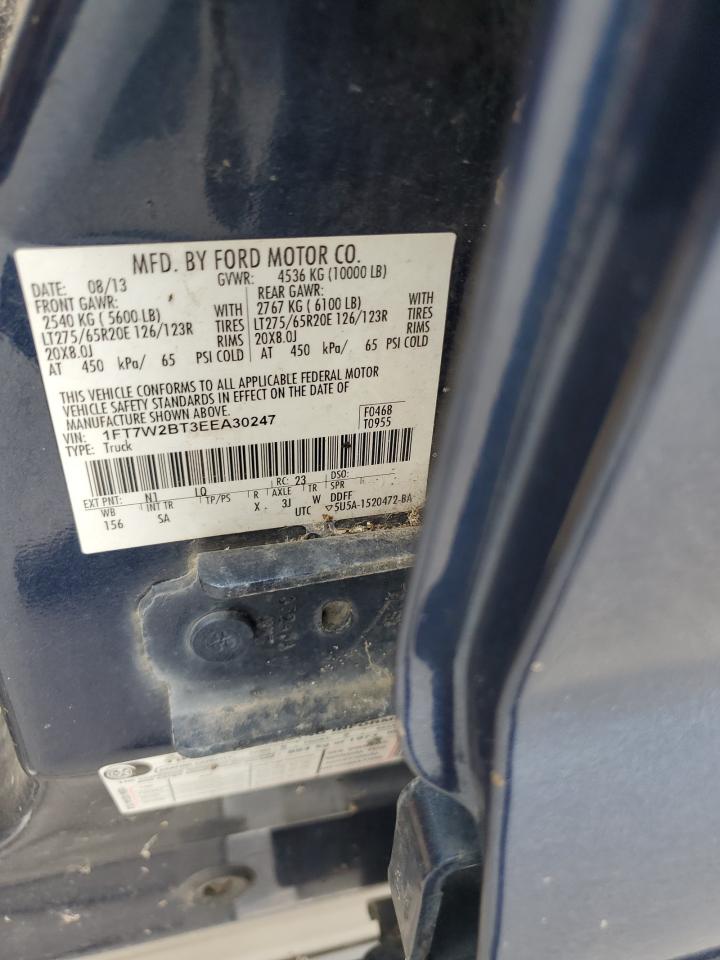 MFD. BY FORD MOTOR CO.
DATE: 08/13 GVWR: 4536 KG (10000 LB)
FRONT GAWR: REAR GAWR:
2540 KG ( 5600 LB) WITH 2767 KG ( 6100 LB) WITH
LT275/65R20E 126/123R TIRES LT275/65R20E 126/123R TIRES
20X8.0J RIMS 20X8.0J RIMS
AT 450 kPa/ 65 PSI COLD AT 450 kPa/ 65 PSI COLD
THIS VEHICLE CONFORMS TO ALL APPLICABLE FEDERAL MOTOR
VEHICLE SAFETY STANDARDS IN EFFECT ON THE DATE OF
MANUFACTURE SHOWN ABOVE.
VIN: 1FT7W2BT3EEA30247 F0468
TYPE: Truck T0955
EXT PNT: N1 LQ RC: 23 DSO:
WB INT TR TP/PS R AXLE TR SPR
156 SA X 3J W DDFF
UTC ▽5U5A-1520472-BA